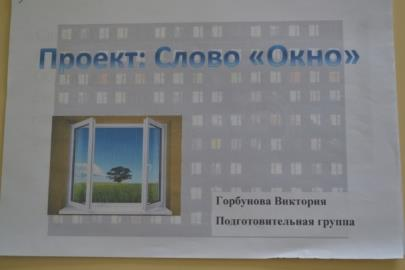 Проект: Слово «Окно»
Горбунова Виктория
Подготовительная группа